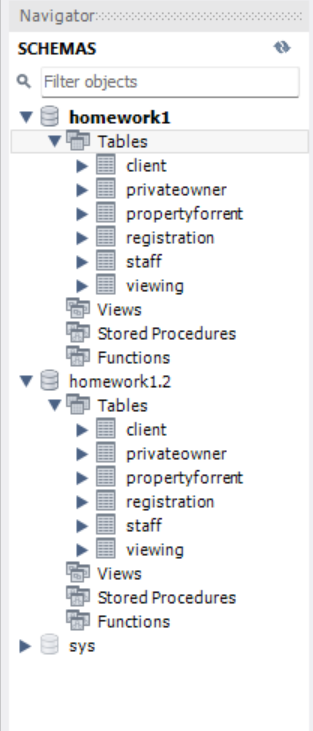 Navigator
SCHEMAS
Filter objects
homework1
Tables
client
privateowner
propertyforrent
registration
staff
viewing
Views
Stored Procedures
Functions
homework1.2
Tables
client
privateowner
propertyforrent
registration
staff
viewing
Views
Stored Procedures
Functions
sys